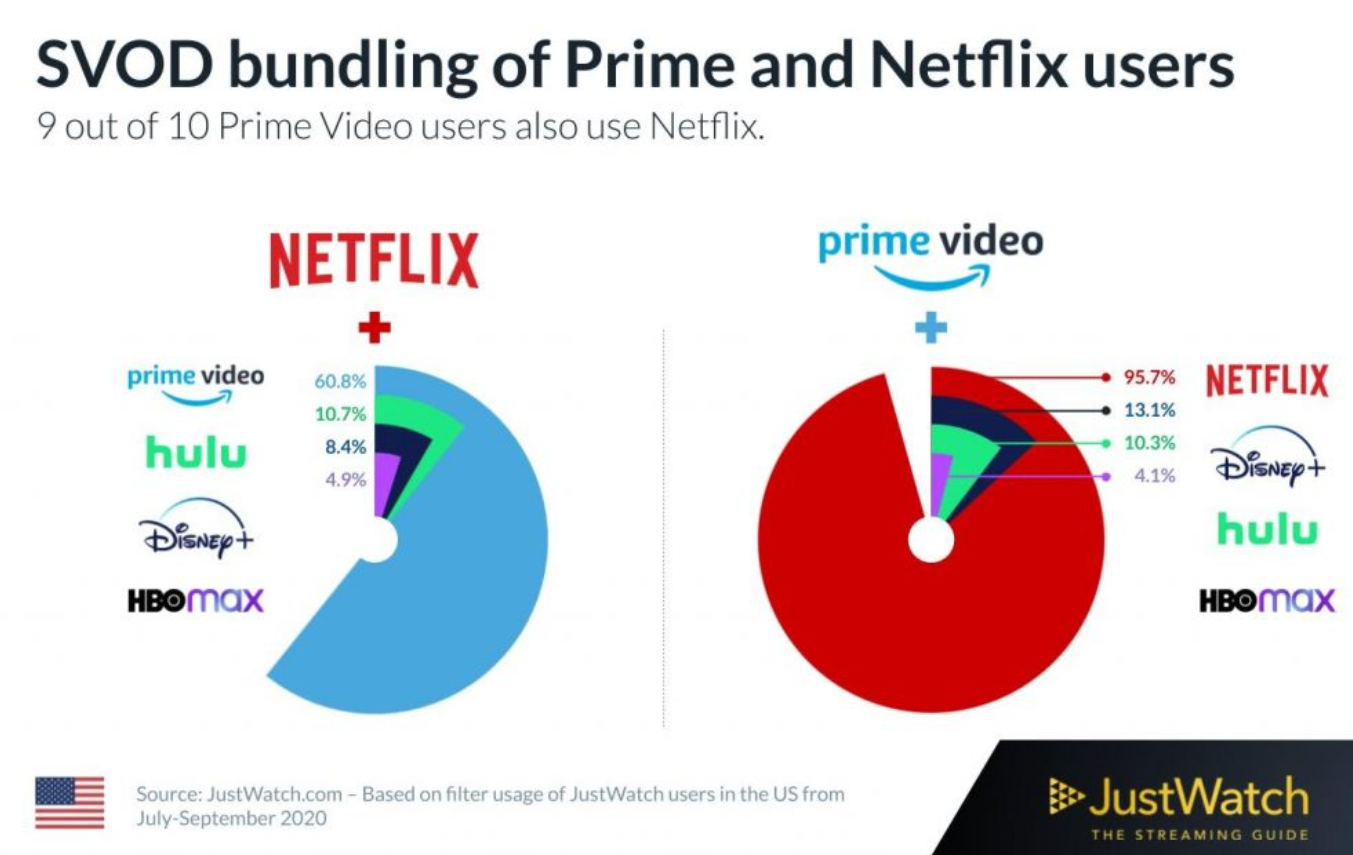 SVOD bundling of Prime and Netflix users
9 out of 10 Prime Video users also use Netflix.
NETFLIX
+
prime video
60.8%
hulu
10.7%
Disney+
8.4%
HBOmax
4.9%
prime video
+
95.7%
NETFLIX
13.1%
Disney+
10.3%
hulu
4.1%
HBOmax
Source: JustWatch.com – Based on filter usage of JustWatch users in the US from
July-September 2020
JustWatch
THE STREAMING GUIDE